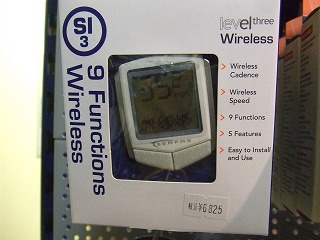 SI
3
9 Functions
Wireless
level three
Wireless
Wireless
Cadence
Wireless
Speed
9 Functions
5 Features
Easy to Install
and Use
¥6825